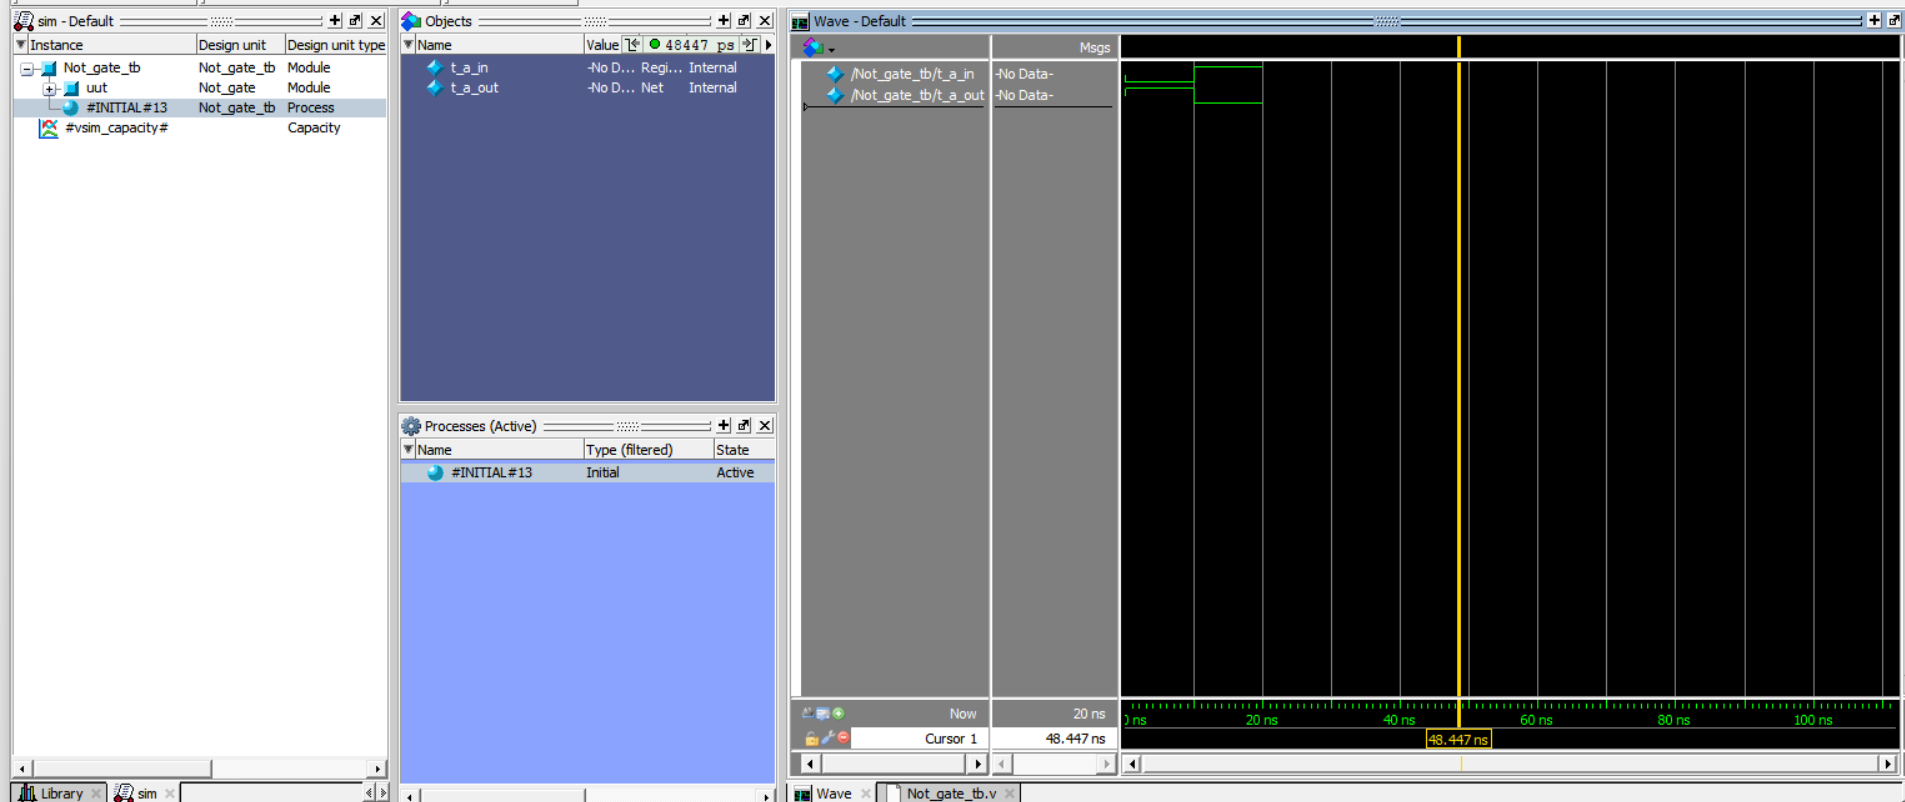 sim - Default
Instance Design unit Design unit type
Not_gate_tb Not_gate_tb Module
uut Not_gate Module
#INITIAL#13 Not_gate_tb Process
#vsim_capacity# Capacity
Library sim
Objects
Name Value 48447 ps
t_a_in -No D... Regi... Internal
t_a_out -No D... Net Internal
Processes (Active)
Name Type (filtered) State
#INITIAL#13 Initial Active
Wave - Default
Msgs
/Not_gate_tb/t_a_in -No Data-
/Not_gate_tb/t_a_out -No Data-
Now 20 ns
Cursor 1 48.447 ns
ns 20 ns 40 ns 60 ns 80 ns 100 ns
48.447 ns
Wave Not_gate_tb.v